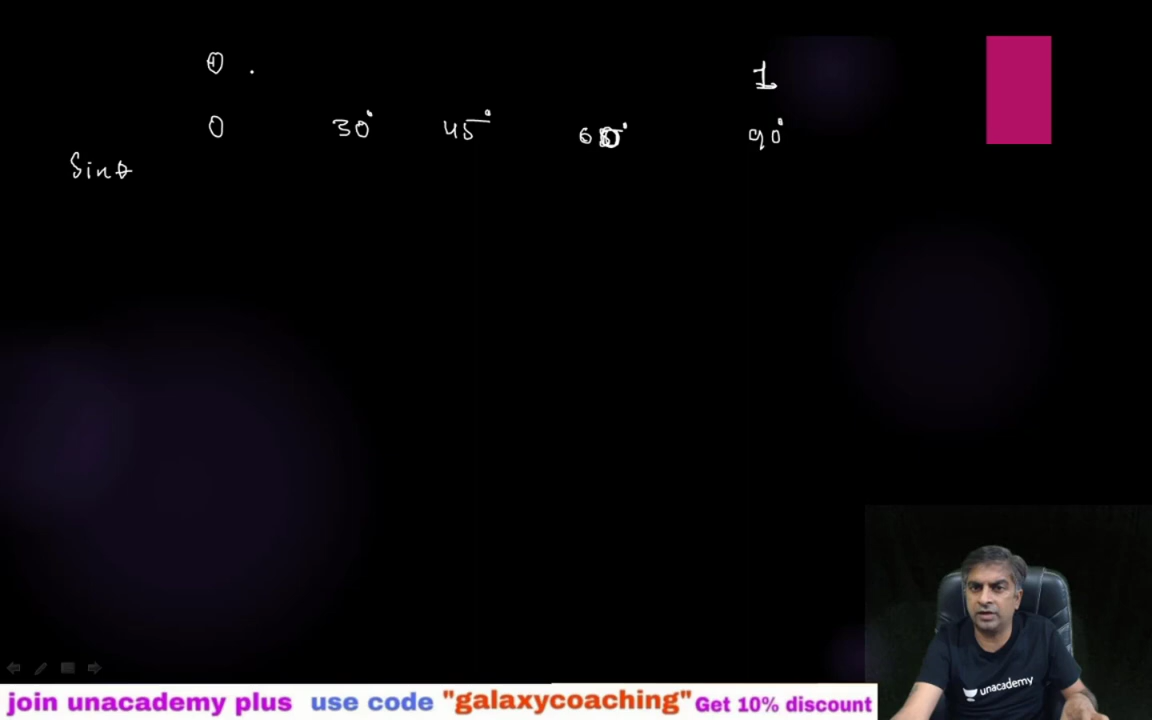 0 . 1
0 30° 45° 60° 90°
Sinθ
unacademy
join unacademy plus use code "galaxycoaching" Get 10% discount